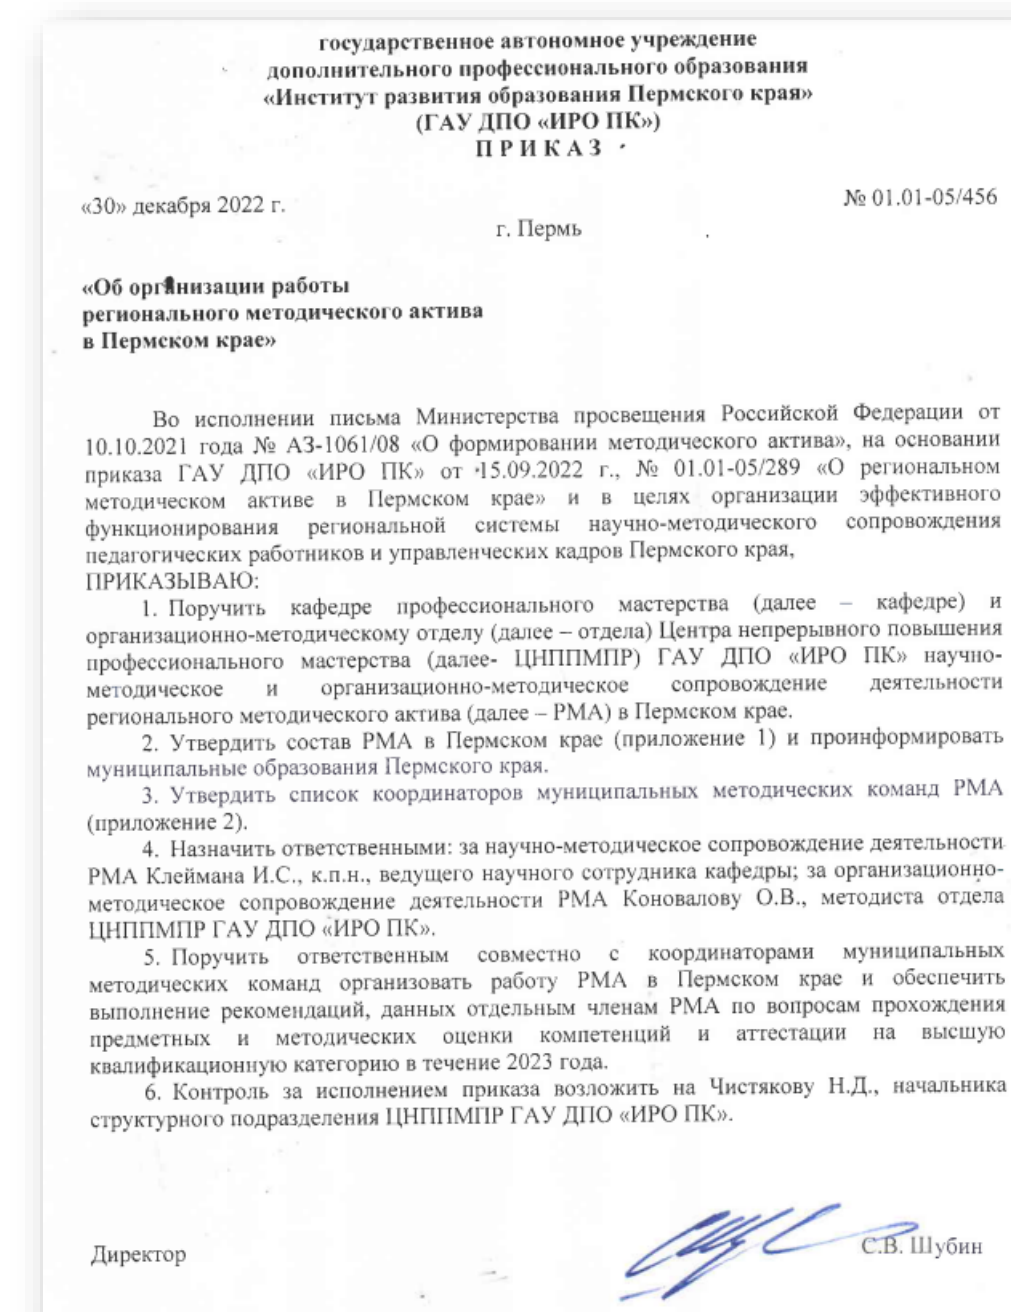 государственное автономное учреждение
дополнительного профессионального образования
«Институт развития образования Пермского края»
(ГАУ ДПО «ИРО ПК»)
П Р И К А З
«30» декабря 2022 г.
№ 01.01-05/456
г. Пермь
«Об организации работы
регионального методического актива
в Пермском крае»
Во исполнении письма Министерства просвещения Российской Федерации от
10.10.2021 года № АЗ-1061/08 «О формировании методического актива», на основании
приказа ГАУ ДПО «ИРО ПК» от 15.09.2022 г., № 01.01-05/289 «О региональном
методическом активе в Пермском крае» и в целях организации эффективного
функционирования региональной системы научно-методического сопровождения
педагогических работников и управленческих кадров Пермского края,
ПРИКАЗЫВАЮ:
1. Поручить кафедре профессионального мастерства (далее – кафедре) и
организационно-методическому отделу (далее – отдела) Центра непрерывного повышения
профессионального мастерства (далее- ЦНППМПР) ГАУ ДПО «ИРО ПК» научно-
методическое и организационно-методическое сопровождение деятельности
регионального методического актива (далее – РМА) в Пермском крае.
2. Утвердить состав РМА в Пермском крае (приложение 1) и проинформировать
муниципальные образования Пермского края.
3. Утвердить список координаторов муниципальных методических команд РМА
(приложение 2).
4. Назначить ответственными: за научно-методическое сопровождение деятельности
РМА Клеймана И.С., к.п.н., ведущего научного сотрудника кафедры; за организационно-
методическое сопровождение деятельности РМА Коновалову О.В., методиста отдела
ЦНППМПР ГАУ ДПО «ИРО ПК».
5. Поручить ответственным совместно с координаторами муниципальных
методических команд организовать работу РМА в Пермском крае и обеспечить
выполнение рекомендаций, данных отдельным членам РМА по вопросам прохождения
предметных и методических оценки компетенций и аттестации на высшую
квалификационную категорию в течение 2023 года.
6. Контроль за исполнением приказа возложить на Чистякову Н.Д., начальника
структурного подразделения ЦНППМПР ГАУ ДПО «ИРО ПК».
Директор
С.В. Шубин